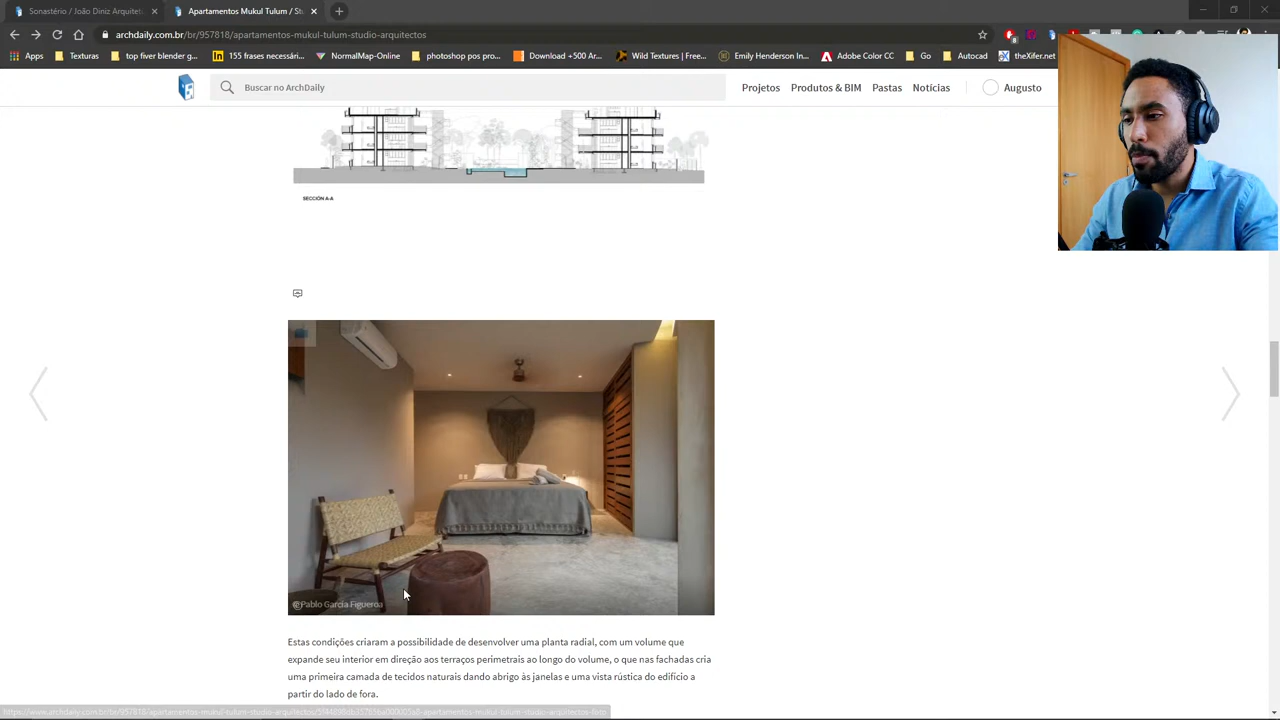 Sonastério / João Diniz Arquitet
Apartamentos Mukul Tulum / Stu
archdaily.com.br/br/957818/apartamentos-mukul-tulum-studio-arquitectos
Apps Texturas top fiver blender g... 155 frases necessári... NormalMap-Online photoshop pos pro... Download +500 Ar... Wild Textures | Free... Emily Henderson In... Adobe Color CC Go Autocad theXifer.net
Buscar no ArchDaily Projetos Produtos & BIM Pastas Notícias Augusto
SECCIÓN A-A
©Pablo García Figueroa
Estas condições criaram a possibilidade de desenvolver uma planta radial, com um volume que
expande seu interior em direção aos terraços perimetrais ao longo do volume, o que nas fachadas cria
uma primeira camada de tecidos naturais dando abrigo às janelas e uma vista rústica do edifício a
partir do lado de fora.